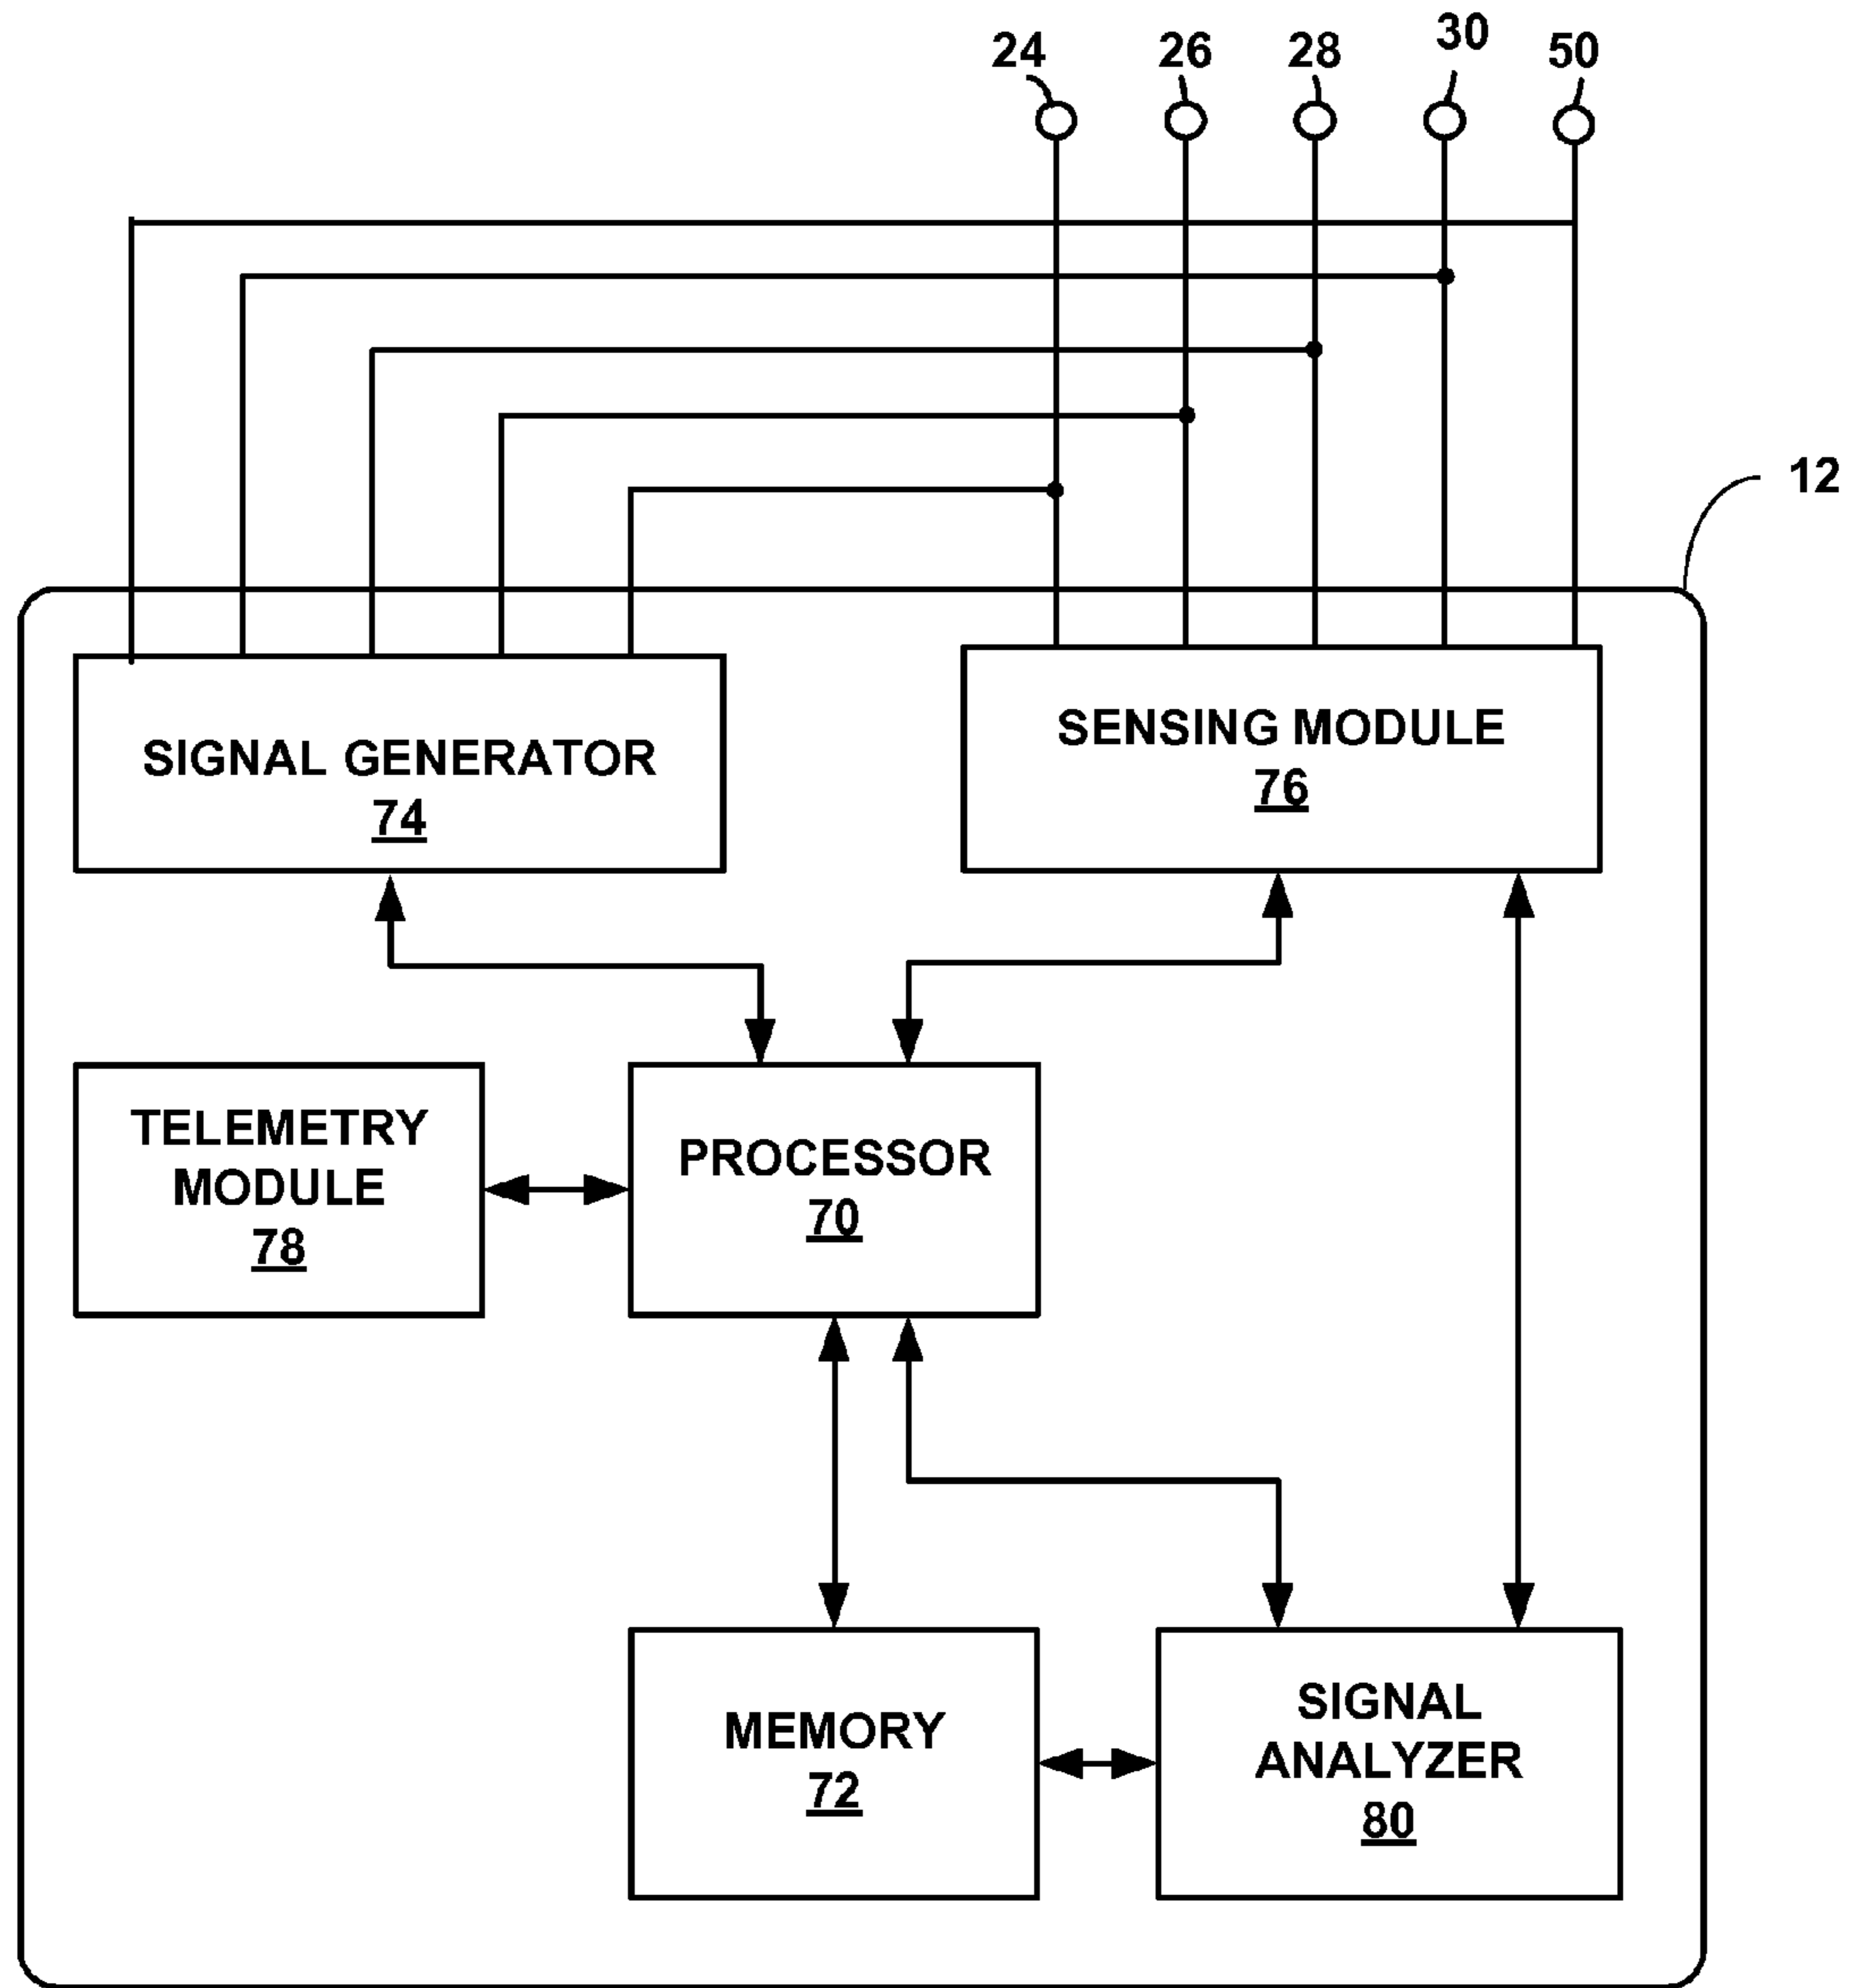 24 26 28 30 50
12
SIGNAL GENERATOR
74
SENSING MODULE
76
TELEMETRY
MODULE
78
PROCESSOR
70
MEMORY
72
SIGNAL
ANALYZER
80